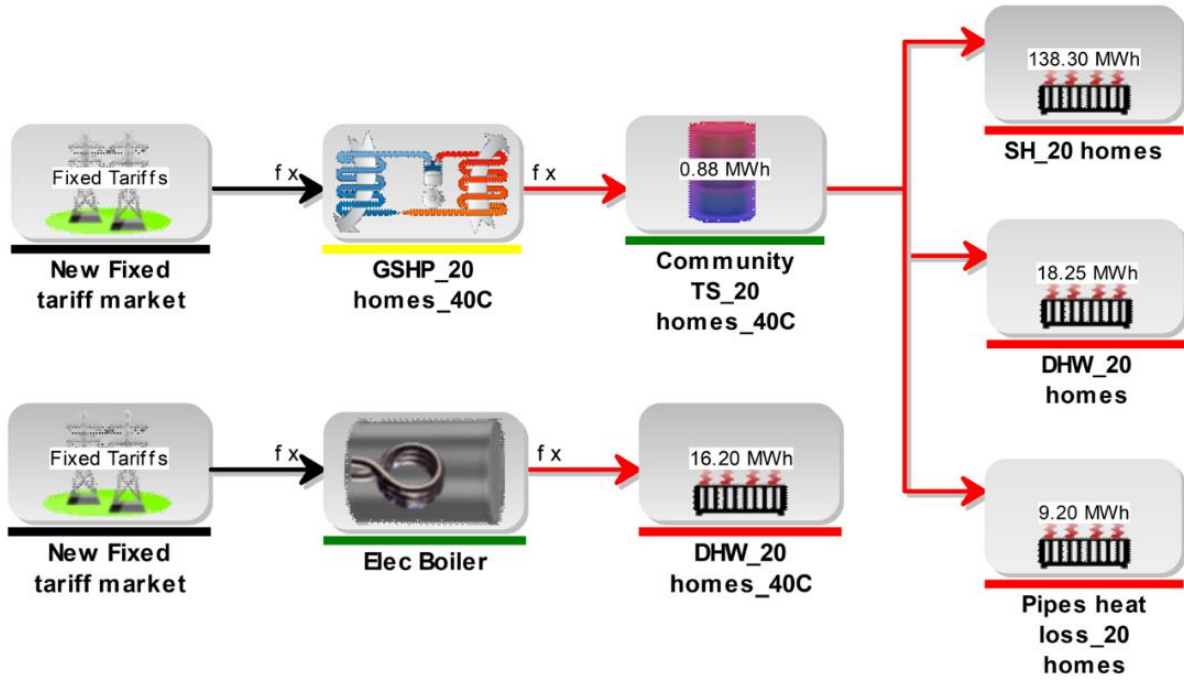 Fixed Tariffs
New Fixed
tariff market
f x
GSHP_20
homes_40C
f x
0.88 MWh
Community
TS_20
homes_40C
138.30 MWh
SH_20 homes
18.25 MWh
DHW_20
homes
9.20 MWh
Pipes heat
loss_20
homes
Fixed Tariffs
New Fixed
tariff market
f x
Elec Boiler
f x
16.20 MWh
DHW_20
homes_40C